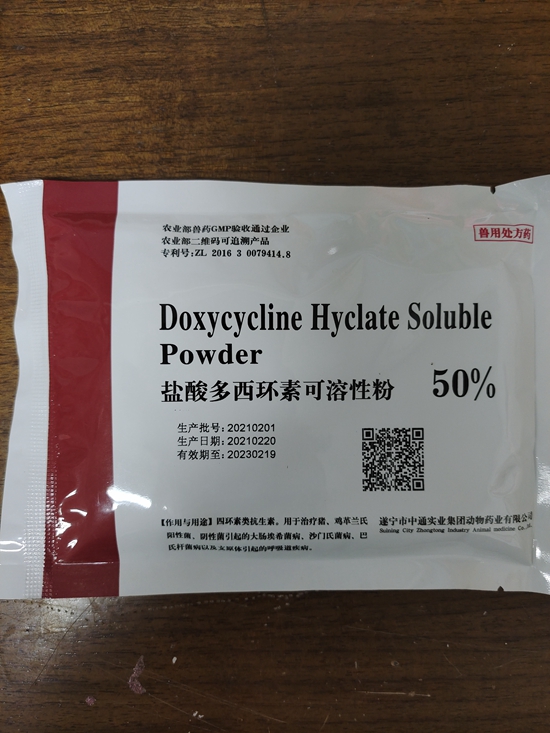 农业部兽药GMP验收通过企业
农业部二维码可追溯产品
专利号:ZL 2016 3 0079414.8
兽用处方药
Doxycycline Hyclate Soluble
Powder
盐酸多西环素可溶性粉 50%
生产批号: 20210201
生产日期: 20210220
有效期至: 20230219
【作用与用途】四环素类抗生素。用于治疗猪、鸡革兰氏
阳性菌、阴性菌引起的大肠埃希菌病、沙门氏菌病、巴
氏杆菌病以及支原体引起的呼吸道疾病。
遂宁市中通实业集团动物药业有限公司
Suining City Zhongtong Industry Animal medicine Co.